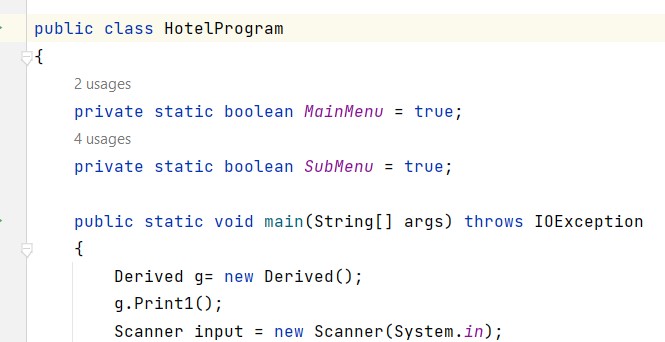 public class HotelProgram
{
2 usages
private static boolean MainMenu = true;
4 usages
private static boolean SubMenu = true;
public static void main(String[] args) throws IOException
{
Derived g= new Derived();
g.Print1();
Scanner input = new Scanner(System.in);